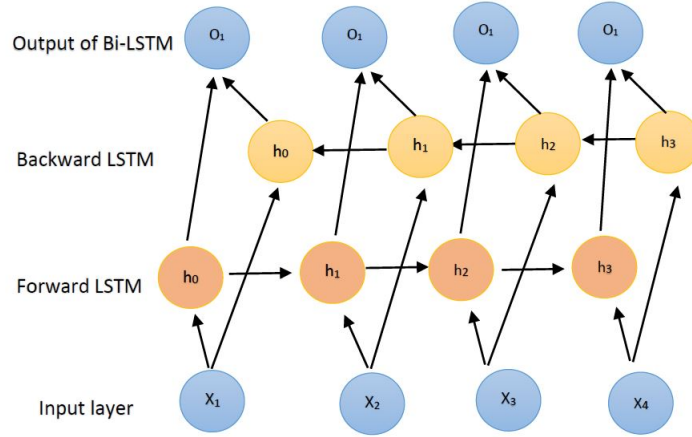 Output of Bi-LSTM O₁ O₁ O₁ O₁
Backward LSTM h₀ h₁ h₂ h₃
Forward LSTM h₀ h₁ h₂ h₃
Input layer X₁ X₂ X₃ X₄